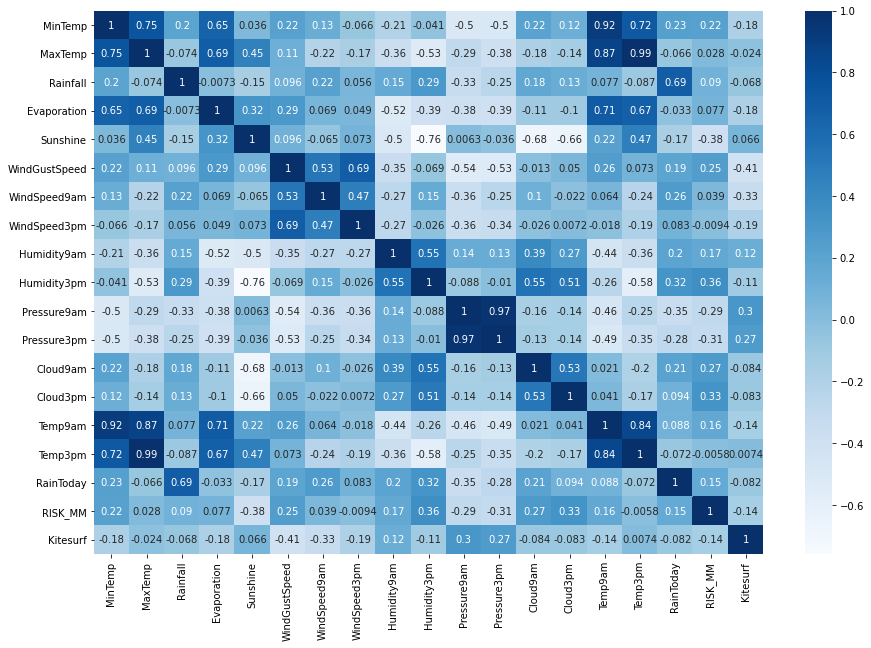 MinTemp 1 0.75 0.2 0.65 0.036 0.22 0.13 -0.066 -0.21 -0.041 -0.5 -0.5 0.22 0.12 0.92 0.72 0.23 0.22 -0.18
MaxTemp 0.75 1 -0.074 0.69 0.45 0.11 -0.22 -0.17 -0.36 -0.53 -0.29 -0.38 -0.18 -0.14 0.87 0.99 -0.066 0.028 -0.024
Rainfall 0.2 -0.074 1 -0.0073 -0.15 0.096 0.22 0.056 0.15 0.29 -0.33 -0.25 0.18 0.13 0.077 -0.087 0.69 0.09 -0.068
Evaporation 0.65 0.69 -0.0073 1 0.32 0.29 0.069 0.049 -0.52 -0.39 -0.38 -0.39 -0.11 -0.1 0.71 0.67 -0.033 0.077 -0.18
Sunshine 0.036 0.45 -0.15 0.32 1 0.096 -0.065 0.073 -0.5 -0.76 0.0063 -0.036 -0.68 -0.66 0.22 0.47 -0.17 -0.38 0.066
WindGustSpeed 0.22 0.11 0.096 0.29 0.096 1 0.53 0.69 -0.35 -0.069 -0.54 -0.53 -0.013 0.05 0.26 0.073 0.19 0.25 -0.41
WindSpeed9am 0.13 -0.22 0.22 0.069 -0.065 0.53 1 0.47 -0.27 0.15 -0.36 -0.25 0.1 -0.022 0.064 -0.24 0.26 0.039 -0.33
WindSpeed3pm -0.066 -0.17 0.056 0.049 0.073 0.69 0.47 1 -0.27 -0.026 -0.36 -0.34 -0.026 0.0072 -0.018 -0.19 0.083 -0.0094 -0.19
Humidity9am -0.21 -0.36 0.15 -0.52 -0.5 -0.35 -0.27 -0.27 1 0.55 0.14 0.13 0.39 0.27 -0.44 -0.36 0.2 0.17 0.12
Humidity3pm -0.041 -0.53 0.29 -0.39 -0.76 -0.069 0.15 -0.026 0.55 1 -0.088 -0.01 0.55 0.51 -0.26 -0.58 0.32 0.36 -0.11
Pressure9am -0.5 -0.29 -0.33 -0.38 0.0063 -0.54 -0.36 -0.36 0.14 -0.088 1 0.97 -0.16 -0.14 -0.46 -0.25 -0.35 -0.29 0.3
Pressure3pm -0.5 -0.38 -0.25 -0.39 -0.036 -0.53 -0.25 -0.34 0.13 -0.01 0.97 1 -0.13 -0.14 -0.49 -0.35 -0.28 -0.31 0.27
Cloud9am 0.22 -0.18 0.18 -0.11 -0.68 -0.013 0.1 -0.026 0.39 0.55 -0.16 -0.13 1 0.53 0.021 -0.2 0.21 0.27 -0.084
Cloud3pm 0.12 -0.14 0.13 -0.1 -0.66 0.05 -0.022 0.0072 0.27 0.51 -0.14 -0.14 0.53 1 0.041 -0.17 0.094 0.33 -0.083
Temp9am 0.92 0.87 0.077 0.71 0.22 0.26 0.064 -0.018 -0.44 -0.26 -0.46 -0.49 0.021 0.041 1 0.84 0.088 0.16 -0.14
Temp3pm 0.72 0.99 -0.087 0.67 0.47 0.073 -0.24 -0.19 -0.36 -0.58 -0.25 -0.35 -0.2 -0.17 0.84 1 -0.072 -0.0058 0.0074
RainToday 0.23 -0.066 0.69 -0.033 -0.17 0.19 0.26 0.083 0.2 0.32 -0.35 -0.28 0.21 0.094 0.088 -0.072 1 0.15 -0.082
RISK_MM 0.22 0.028 0.09 0.077 -0.38 0.25 0.039 -0.0094 0.17 0.36 -0.29 -0.31 0.27 0.33 0.16 -0.0058 0.15 1 -0.14
Kitesurf -0.18 -0.024 -0.068 -0.18 0.066 -0.41 -0.33 -0.19 0.12 -0.11 0.3 0.27 -0.084 -0.083 -0.14 0.0074 -0.082 -0.14 1
MinTemp
MaxTemp
Rainfall
Evaporation
Sunshine
WindGustSpeed
WindSpeed9am
WindSpeed3pm
Humidity9am
Humidity3pm
Pressure9am
Pressure3pm
Cloud9am
Cloud3pm
Temp9am
Temp3pm
RainToday
RISK_MM
Kitesurf
1.0
0.8
0.6
0.4
0.2
0.0
−0.2
−0.4
−0.6